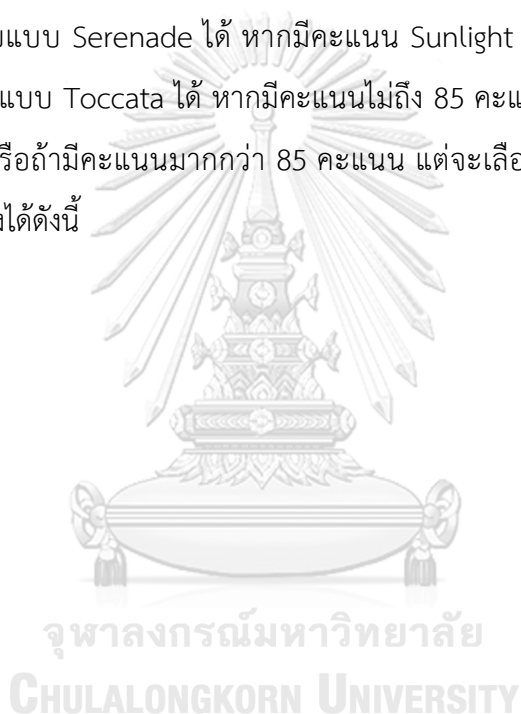 แบบ Serenade ได้ หากมีคะแนน Sunlight
แบบ Toccata ได้ หากมีคะแนนไม่ถึง 85
รือถ้ามีคะแนนมากกว่า 85 คะแนน แต่จะเลือ
งได้ดังนี้
จุฬาลงกรณ์มหาวิทยาลัย
CHULALONGKORN UNIVERSITY